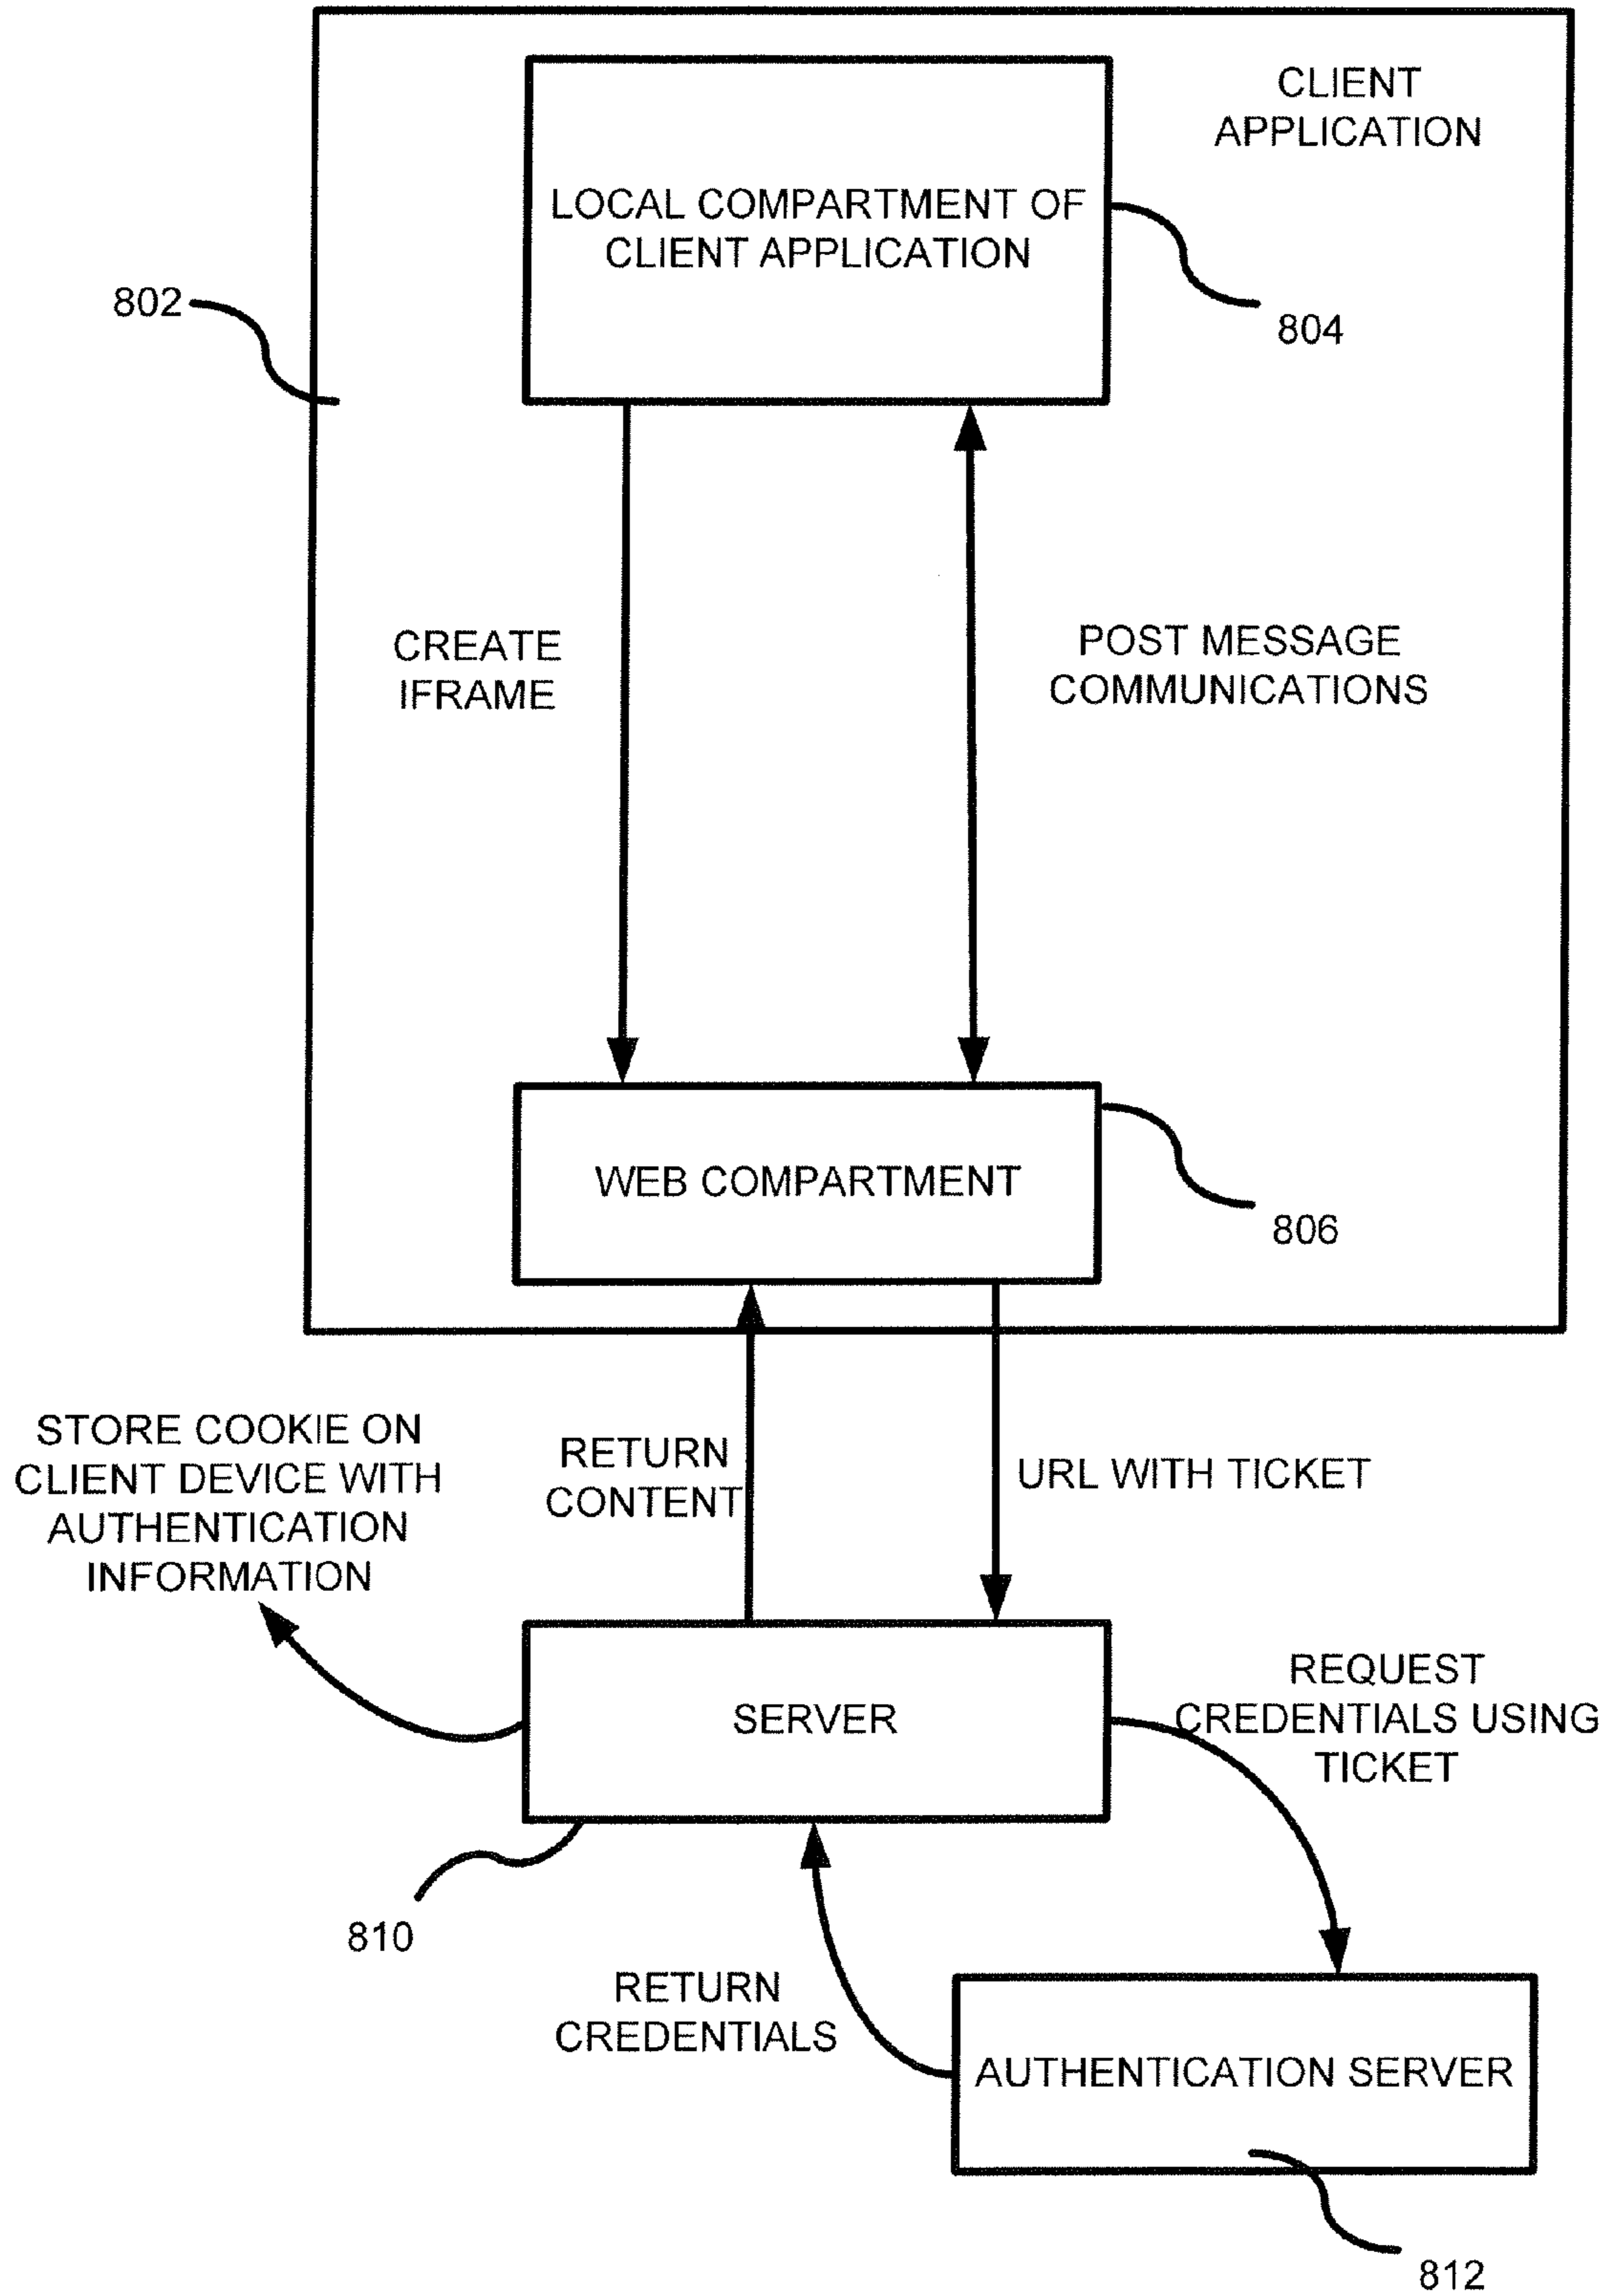 CLIENT
APPLICATION
LOCAL COMPARTMENT OF
CLIENT APPLICATION
802
804
CREATE
IFRAME
POST MESSAGE
COMMUNICATIONS
WEB COMPARTMENT
806
STORE COOKIE ON
CLIENT DEVICE WITH
AUTHENTICATION
INFORMATION
RETURN
CONTENT
URL WITH TICKET
SERVER
REQUEST
CREDENTIALS USING
TICKET
810
RETURN
CREDENTIALS
AUTHENTICATION SERVER
812